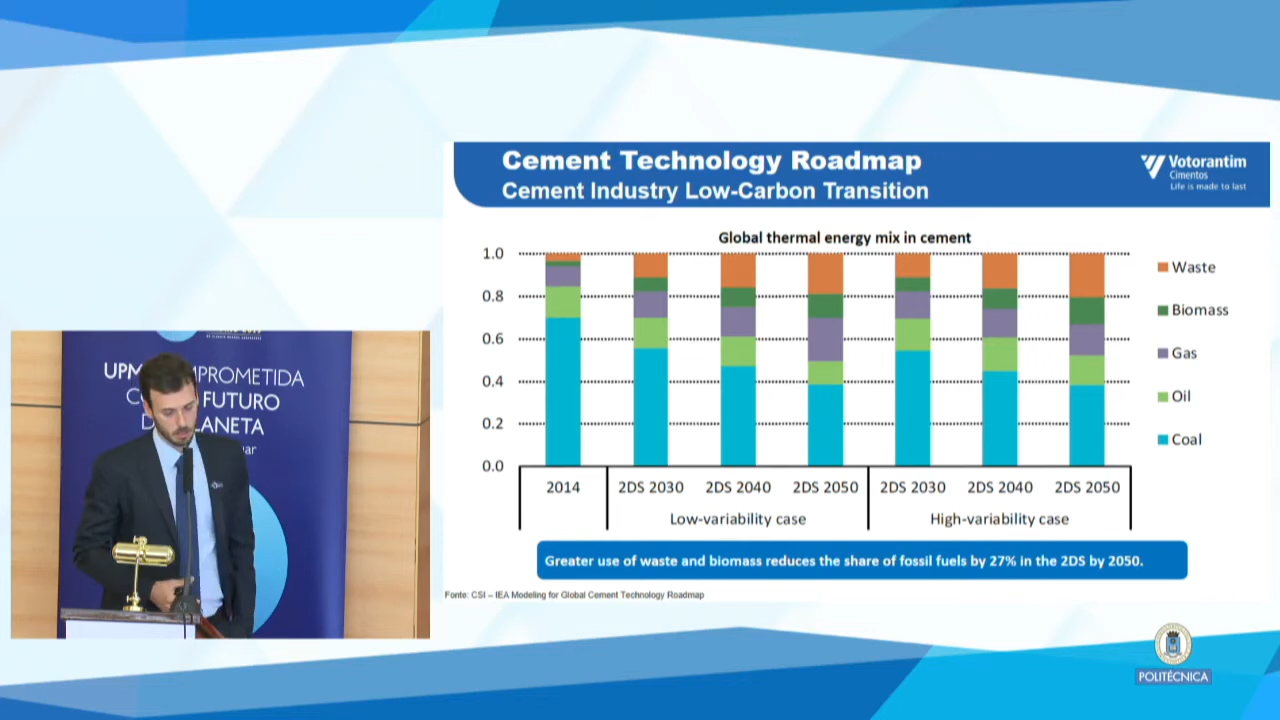 Cement Technology Roadmap
Cement Industry Low-Carbon Transition
Votorantim
Cimentos
Life is made to last
Global thermal energy mix in cement
1.0
0.8
0.6
0.4
0.2
0.0
Waste
Biomass
Gas
Oil
Coal
2014
2DS 2030
2DS 2040
2DS 2050
2DS 2030
2DS 2040
2DS 2050
Low-variability case
High-variability case
Greater use of waste and biomass reduces the share of fossil fuels by 27% in the 2DS by 2050.
Fonte: CSI – IEA Modeling for Global Cement Technology Roadmap
UPM
MPROMETIDA
FUTURO
POLITÉCNICA